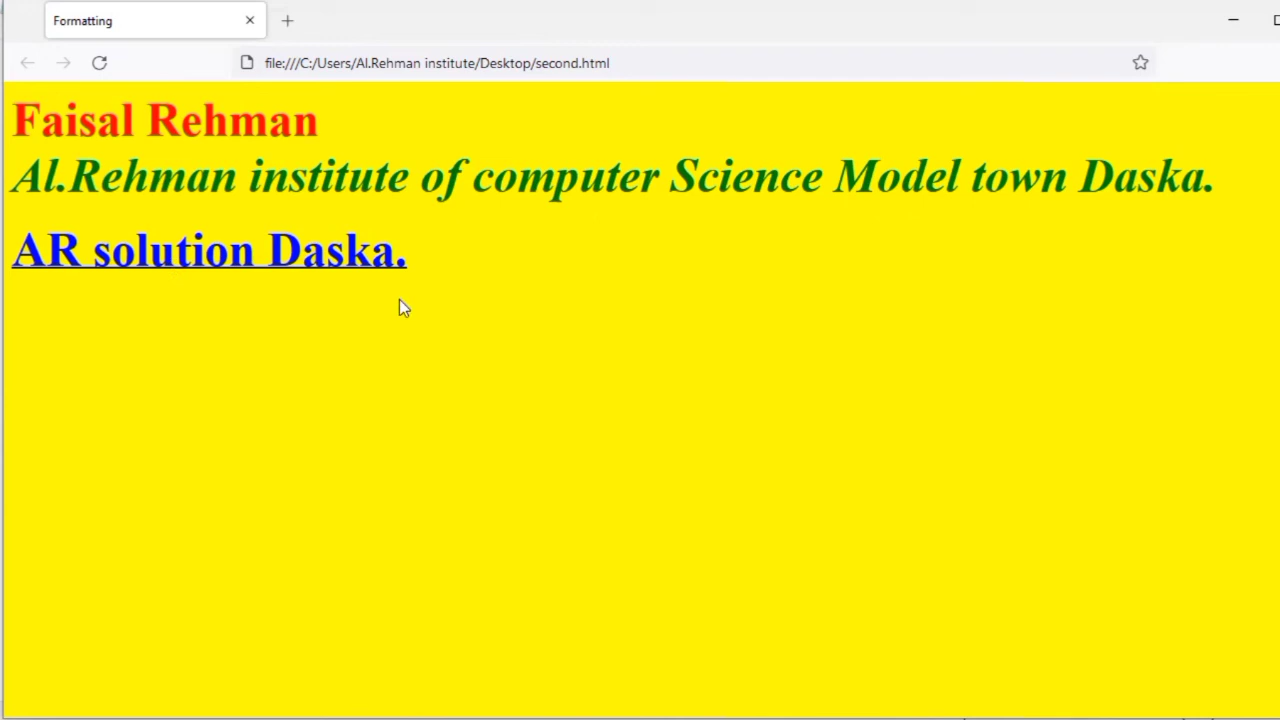 Formatting
file:///C:/Users/Al.Rehman institute/Desktop/second.html
Faisal Rehman
Al.Rehman institute of computer Science Model town Daska.
AR solution Daska.